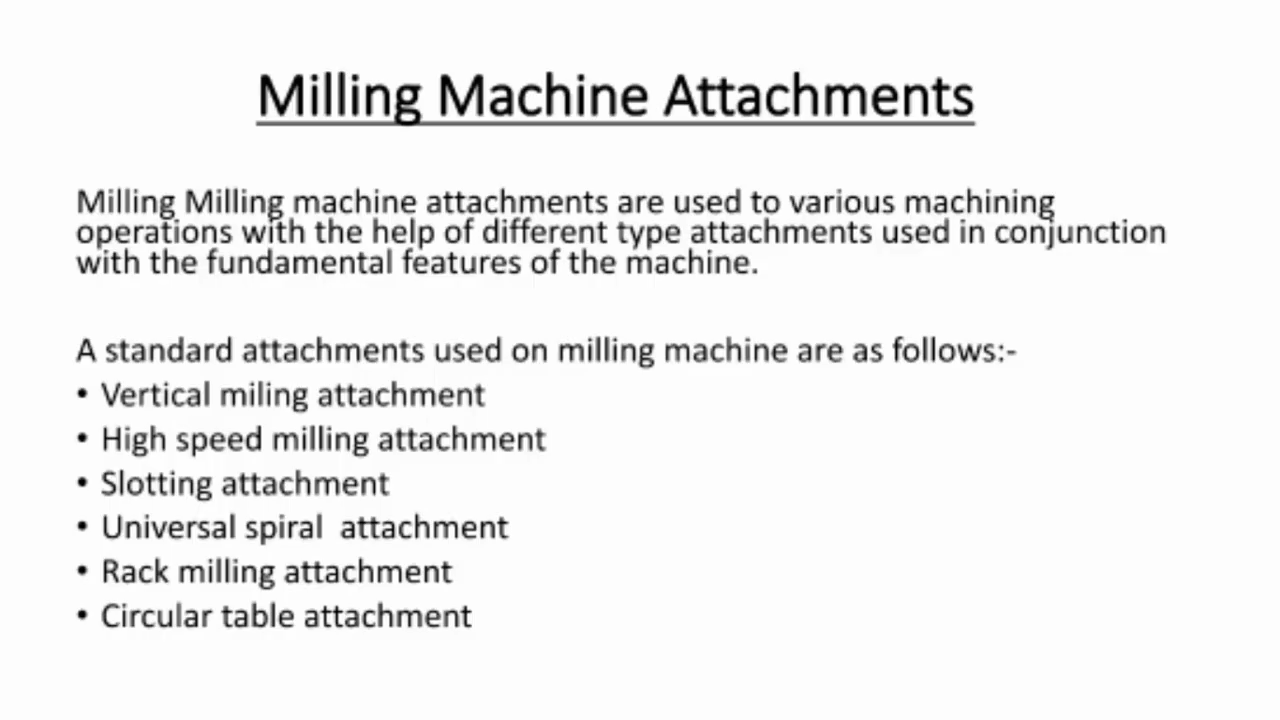 Milling Machine Attachments
Milling Milling machine attachments are used to various machining
operations with the help of different type attachments used in conjunction
with the fundamental features of the machine.
A standard attachments used on milling machine are as follows:-
• Vertical miling attachment
• High speed milling attachment
• Slotting attachment
• Universal spiral  attachment
• Rack milling attachment
• Circular table attachment